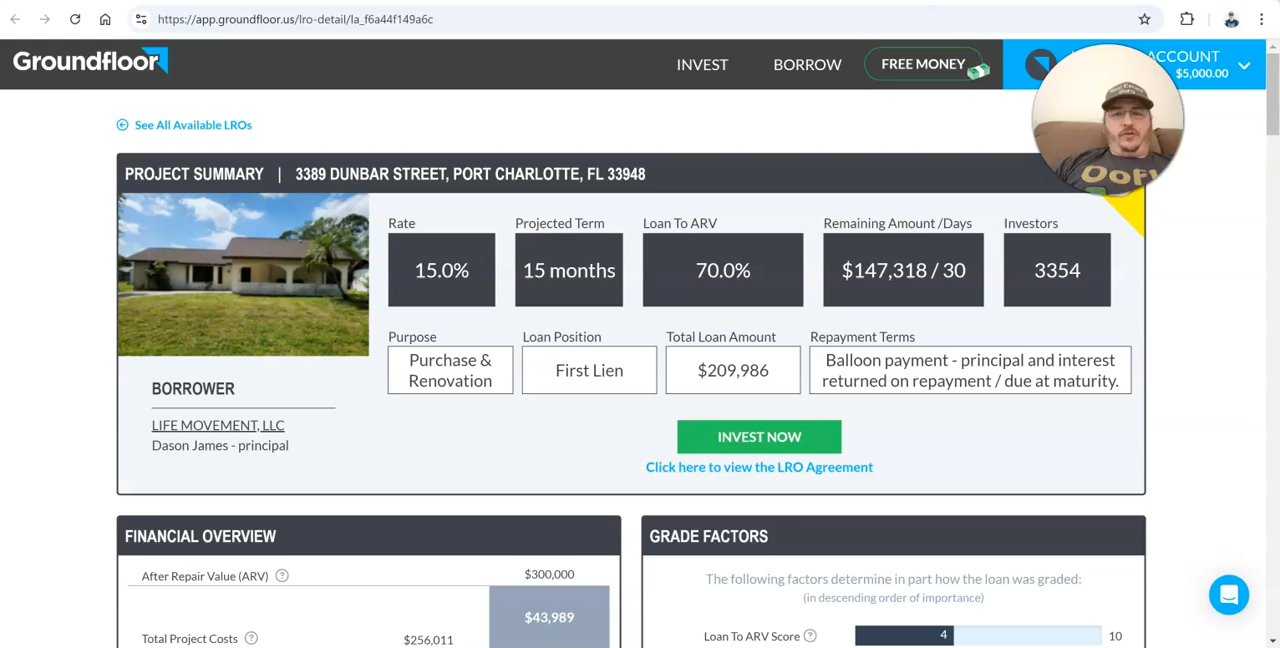 https://app.groundfloor.us/lro-detail/la_f6a44f149a6c
Groundfloor
INVEST
BORROW
FREE MONEY
ACCOUNT
$5,000.00
See All Available LROs
PROJECT SUMMARY | 3389 DUNBAR STREET, PORT CHARLOTTE, FL 33948
Rate
Projected Term
Loan To ARV
Remaining Amount /Days
Investors
15.0%
15 months
70.0%
$147,318 / 30
3354
Purpose
Loan Position
Total Loan Amount
Repayment Terms
Purchase &
Renovation
First Lien
$209,986
Balloon payment - principal and interest
returned on repayment / due at maturity.
BORROWER
LIFE MOVEMENT, LLC
Dason James - principal
INVEST NOW
Click here to view the LRO Agreement
FINANCIAL OVERVIEW
After Repair Value (ARV) ?
$300,000
$43,989
Total Project Costs ?
$256,011
GRADE FACTORS
The following factors determine in part how the loan was graded:
(in descending order of importance)
Loan To ARV Score ?
4
10